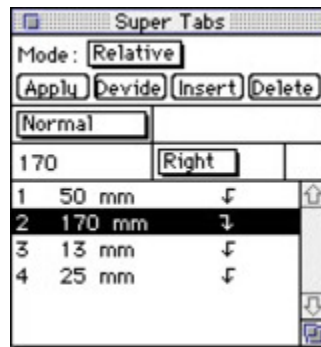 Super Tabs
Mode: Relative
Apply Devide Insert Delete
Normal
170 Right
1 50 mm
2 170 mm
3 13 mm
4 25 mm